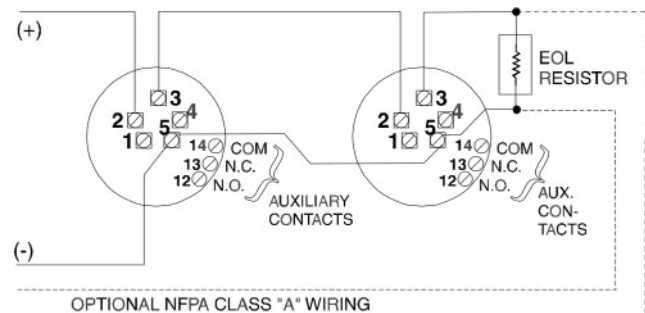 (+)
EOL
RESISTOR
3
4
2
1
5
14 COM
13 N.C.
12 N.O.
AUXILIARY
CONTACTS
3
4
2
1
5
14 COM
13 N.C.
12 N.O.
AUX.
CON-
TACTS
(-)
OPTIONAL NFPA CLASS "A" WIRING